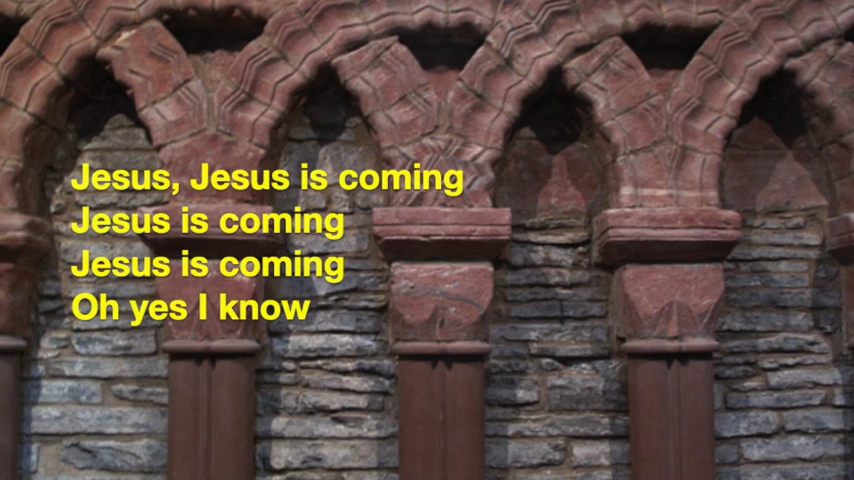 Jesus, Jesus is coming
Jesus is coming
Jesus is coming
Oh yes I know